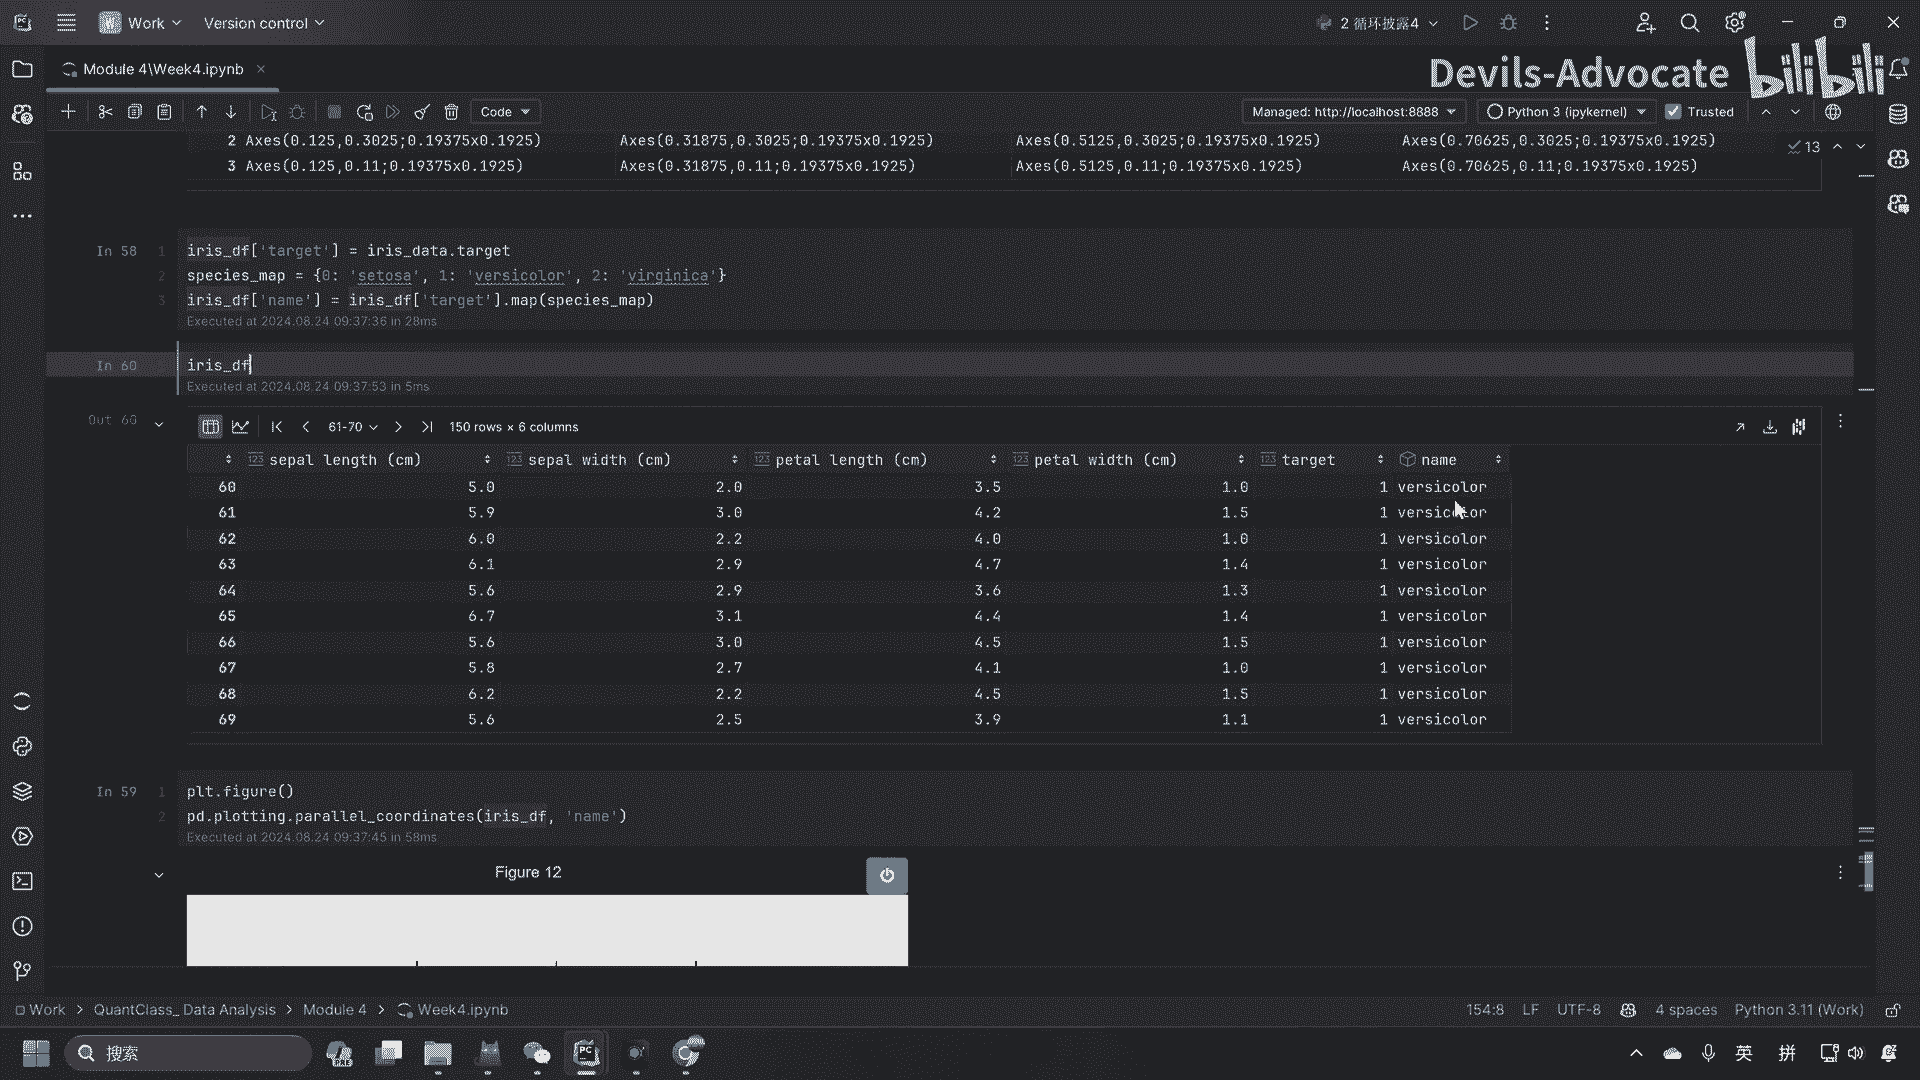 Work
Version control
2 循环披露4
Module 4\Week4.ipynb
Devils-Advocate bilibili
Code
Managed: http://localhost:8888
Python 3 (ipykernel)
Trusted
2 Axes(0.125,0.3025;0.19375x0.1925) Axes(0.31875,0.3025;0.19375x0.1925) Axes(0.5125,0.3025;0.19375x0.1925) Axes(0.70625,0.3025;0.19375x0.1925)
13
3 Axes(0.125,0.11;0.19375x0.1925) Axes(0.31875,0.11;0.19375x0.1925) Axes(0.5125,0.11;0.19375x0.1925) Axes(0.70625,0.11;0.19375x0.1925)
In 58 1 iris_df['target'] = iris_data.target
2 species_map = {0: 'setosa', 1: 'versicolor', 2: 'virginica'}
3 iris_df['name'] = iris_df['target'].map(species_map)
Executed at 2024.08.24 09:37:36 in 28ms
In 60 iris_df
Executed at 2024.08.24 09:37:53 in 5ms
Out 60
61-70 150 rows × 6 columns
123 sepal length (cm) 123 sepal width (cm) 123 petal length (cm) 123 petal width (cm) 123 target name
60 5.0 2.0 3.5 1.0 1 versicolor
61 5.9 3.0 4.2 1.5 1 versicolor
62 6.0 2.2 4.0 1.0 1 versicolor
63 6.1 2.9 4.7 1.4 1 versicolor
64 5.6 2.9 3.6 1.3 1 versicolor
65 6.7 3.1 4.4 1.4 1 versicolor
66 5.6 3.0 4.5 1.5 1 versicolor
67 5.8 2.7 4.1 1.0 1 versicolor
68 6.2 2.2 4.5 1.5 1 versicolor
69 5.6 2.5 3.9 1.1 1 versicolor
In 59 1 plt.figure()
2 pd.plotting.parallel_coordinates(iris_df, 'name')
Executed at 2024.08.24 09:37:45 in 58ms
Figure 12
Work > QuantClass_ Data Analysis > Module 4 > Week4.ipynb
154:8 LF UTF-8 4 spaces Python 3.11 (Work)
搜索
英 拼